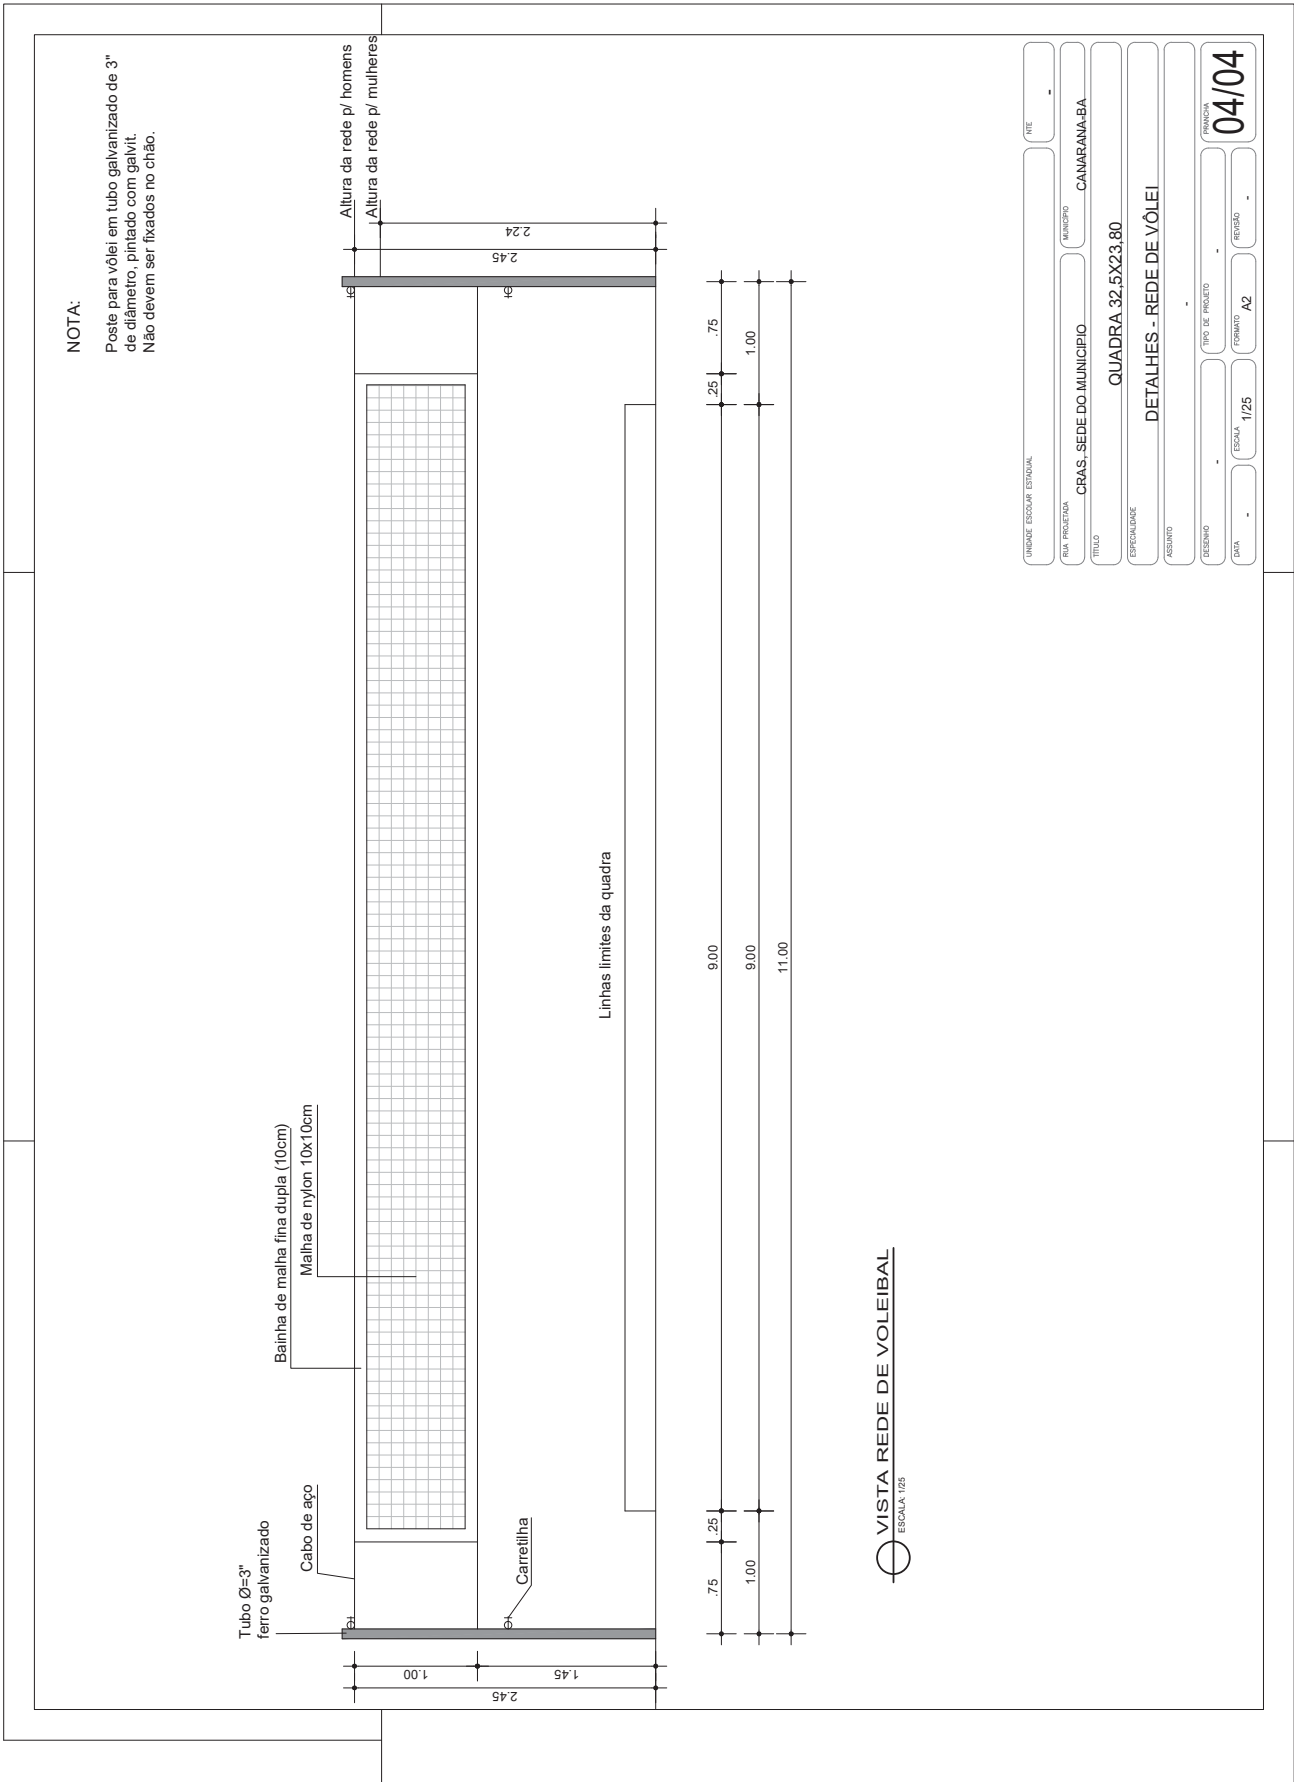 NOTA:
Poste para vôlei em tubo galvanizado de 3"
de diâmetro, pintado com galvit.
Não devem ser fixados no chão.
Tubo Ø=3"
ferro galvanizado
Cabo de aço
Bainha de malha fina dupla (10cm)
Malha de nylon 10x10cm
Altura da rede p/ homens
Altura da rede p/ mulheres
2.45
1.00
1.45
2.45
2.24
Carretilha
Linhas limites da quadra
.75
.25
9.00
.25
.75
1.00
9.00
1.00
11.00
VISTA REDE DE VOLEIBAL
ESCALA: 1/25
UNIDADE ESCOLAR ESTADUAL
NTE
-
RUA PROJETADA
CRAS, SEDE DO MUNICIPIO
MUNICÍPIO
CANARANA-BA
TÍTULO
QUADRA 32,5X23,80
ESPECIALIDADE
DETALHES - REDE DE VÔLEI
ASSUNTO
-
DESENHO
-
TIPO DE PROJETO
-
PRANCHA
04/04
DATA
-
ESCALA
1/25
FORMATO
A2
REVISÃO
-